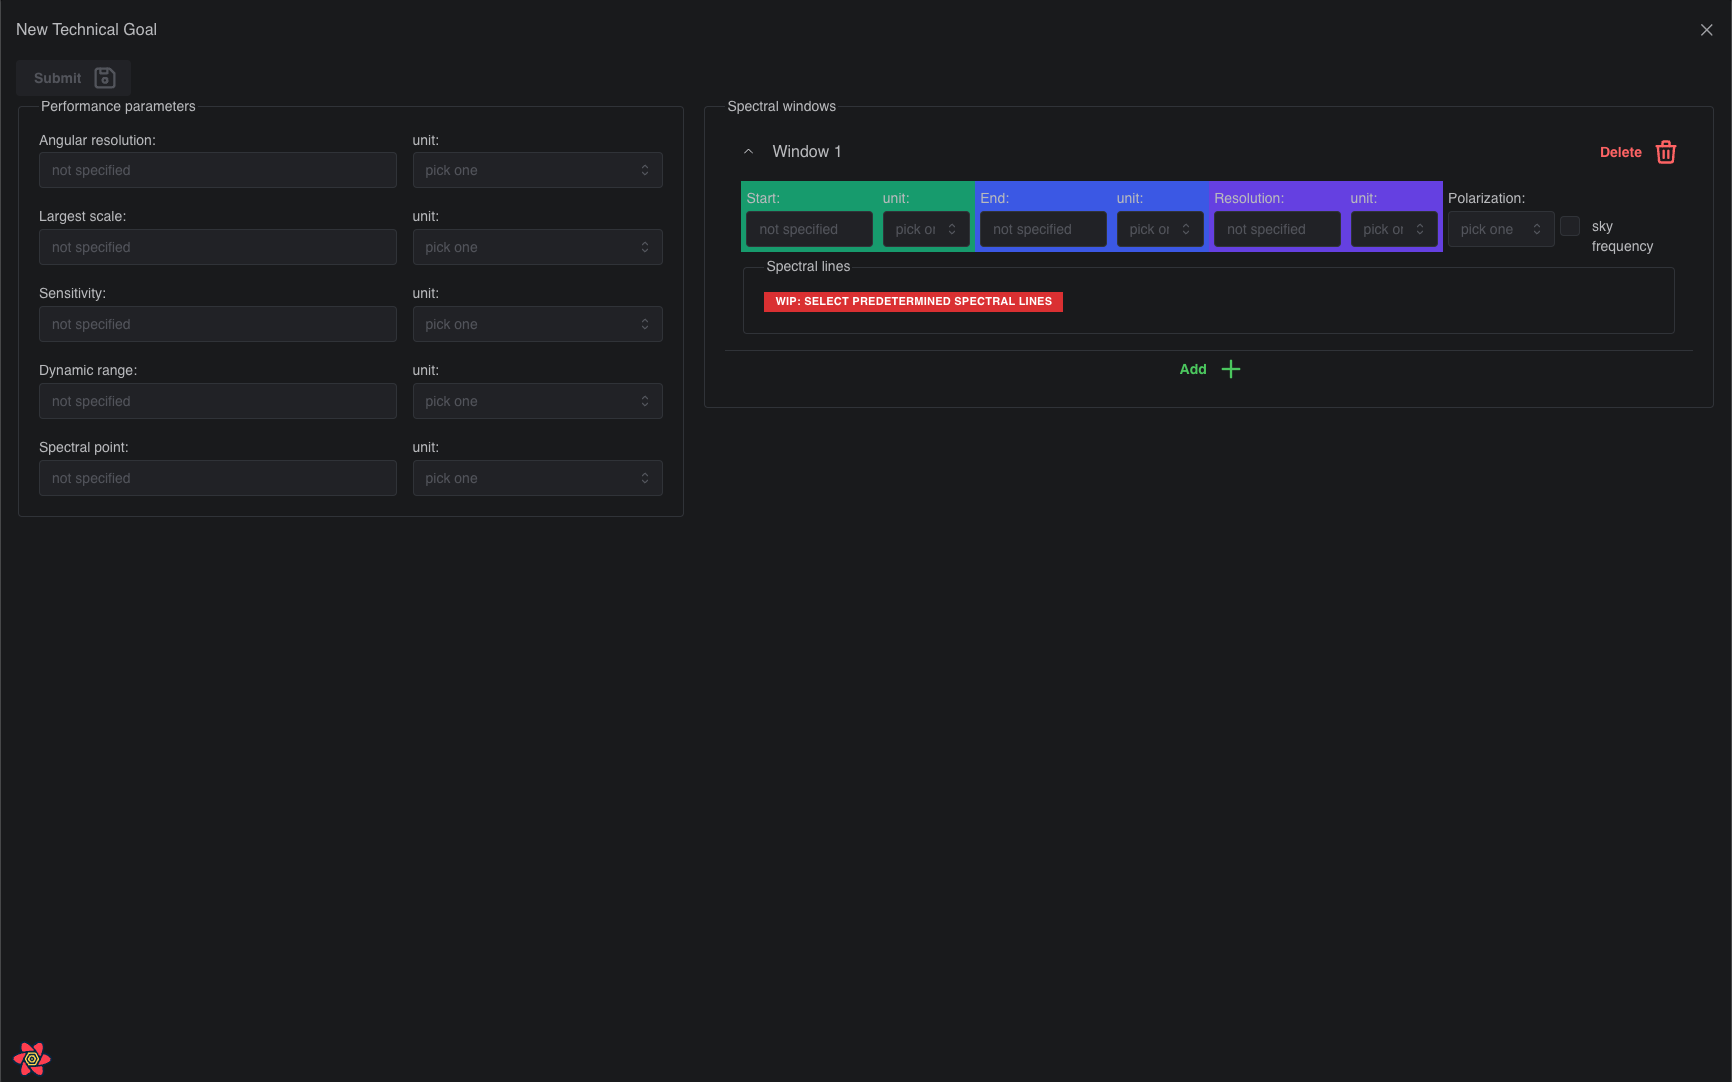 New Technical Goal
Submit
Performance parameters
Angular resolution: unit:
not specified pick one
Largest scale: unit:
not specified pick one
Sensitivity: unit:
not specified pick one
Dynamic range: unit:
not specified pick one
Spectral point: unit:
not specified pick one
Spectral windows
Window 1 Delete
Start: unit: End: unit: Resolution: unit: Polarization:
not specified pick or not specified pick or not specified pick or pick one sky
frequency
Spectral lines
WIP: SELECT PREDETERMINED SPECTRAL LINES
Add